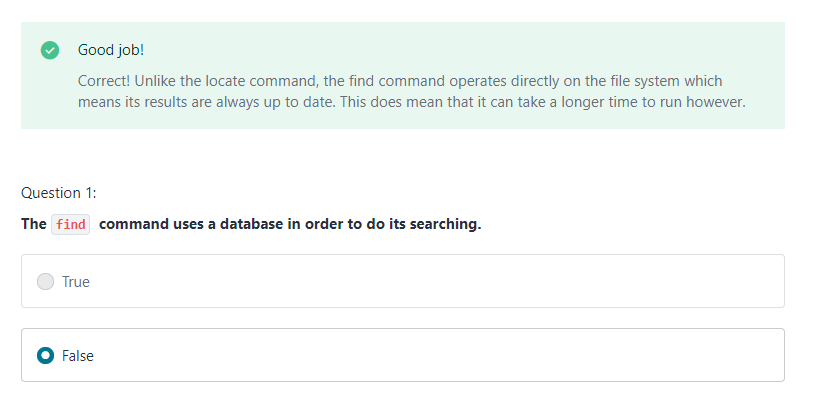 Good job!
Correct! Unlike the locate command, the find command operates directly on the file system which
means its results are always up to date. This does mean that it can take a longer time to run however.
Question 1:
The find command uses a database in order to do its searching.
True
False